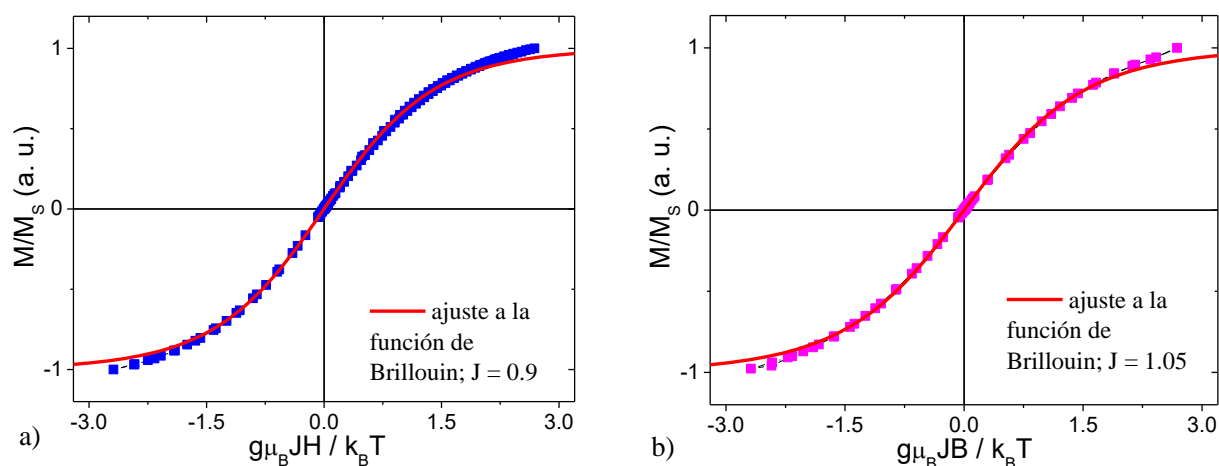 1
0
-1
M/M_S (a. u.)
-3.0 -1.5 0.0 1.5 3.0
gμ_BJH / k_BT
ajuste a la
función de
Brillouin; J = 0.9
a)
1
0
-1
M/M_S (a. u.)
-3.0 -1.5 0.0 1.5 3.0
gμ_BJB / k_BT
ajuste a la
función de
Brillouin; J = 1.05
b)